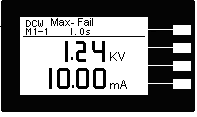 DCW Max- Fail
M1-1 1.0s
1.24 KV
10.00 mA